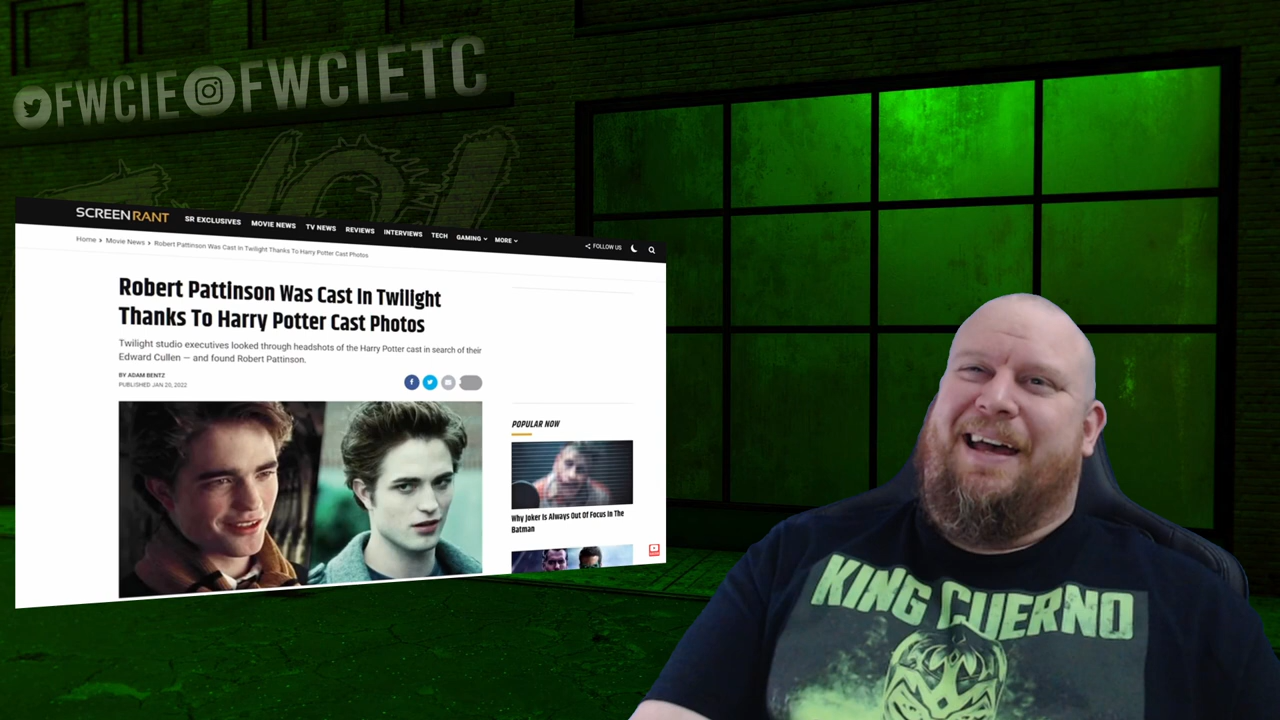 @FWCIE @FWCIETC
SCREENRANT
SR EXCLUSIVES MOVIE NEWS TV NEWS REVIEWS INTERVIEWS TECH GAMING MORE
FOLLOW US
Home > Movie News > Robert Pattinson Was Cast In Twilight Thanks To Harry Potter Cast Photos
Robert Pattinson Was Cast In Twilight
Thanks To Harry Potter Cast Photos
Twilight studio executives looked through headshots of the Harry Potter cast in search of their
Edward Cullen — and found Robert Pattinson.
BY ADAM BENTZ
PUBLISHED JAN 20, 2022
POPULAR NOW
Why Joker Is Always Out Of Focus In The
Batman
KING CUERNO